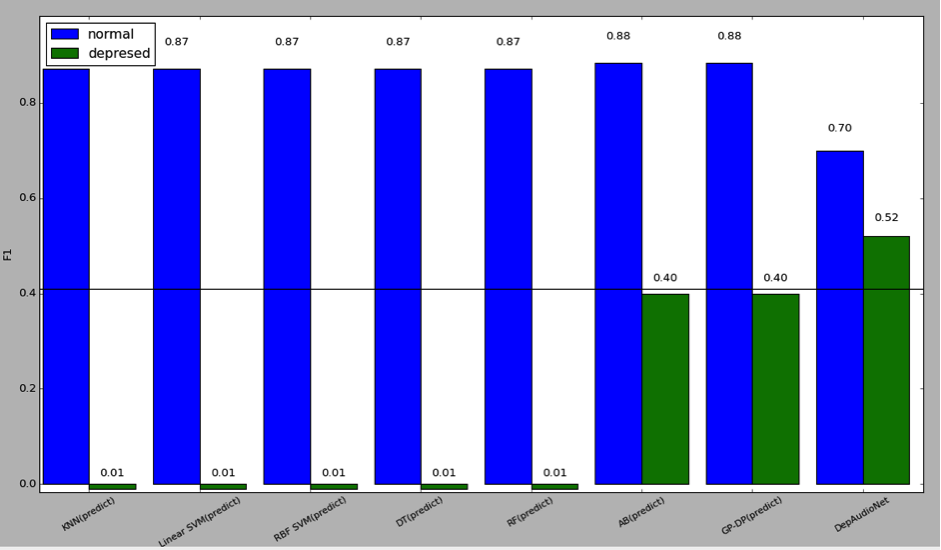 normal
depresed
0.87
0.87
0.87
0.87
0.88
0.88
0.70
0.52
0.40
0.40
0.01
0.01
0.01
0.01
0.01
F1
0.8
0.6
0.4
0.2
0.0
KNN(predict)
Linear SVM(predict)
RBF SVM(predict)
DT(predict)
RF(predict)
AB(predict)
GP-DP(predict)
DepAudioNet